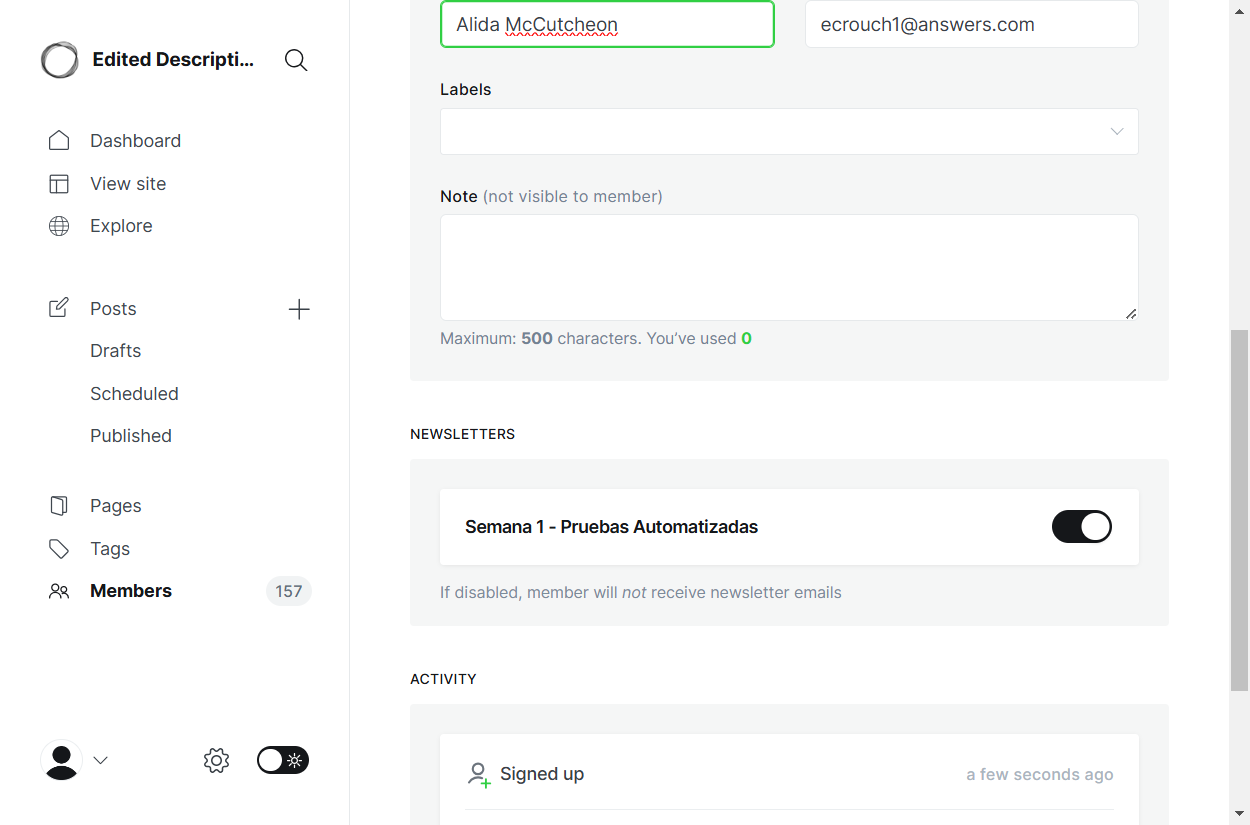 Edited Descripti...
Dashboard
View site
Explore
Posts
Drafts
Scheduled
Published
Pages
Tags
Members 157
Alida McCutcheon ecrouch1@answers.com
Labels
Note (not visible to member)
Maximum: 500 characters. You’ve used 0
NEWSLETTERS
Semana 1 - Pruebas Automatizadas
If disabled, member will not receive newsletter emails
ACTIVITY
Signed up a few seconds ago